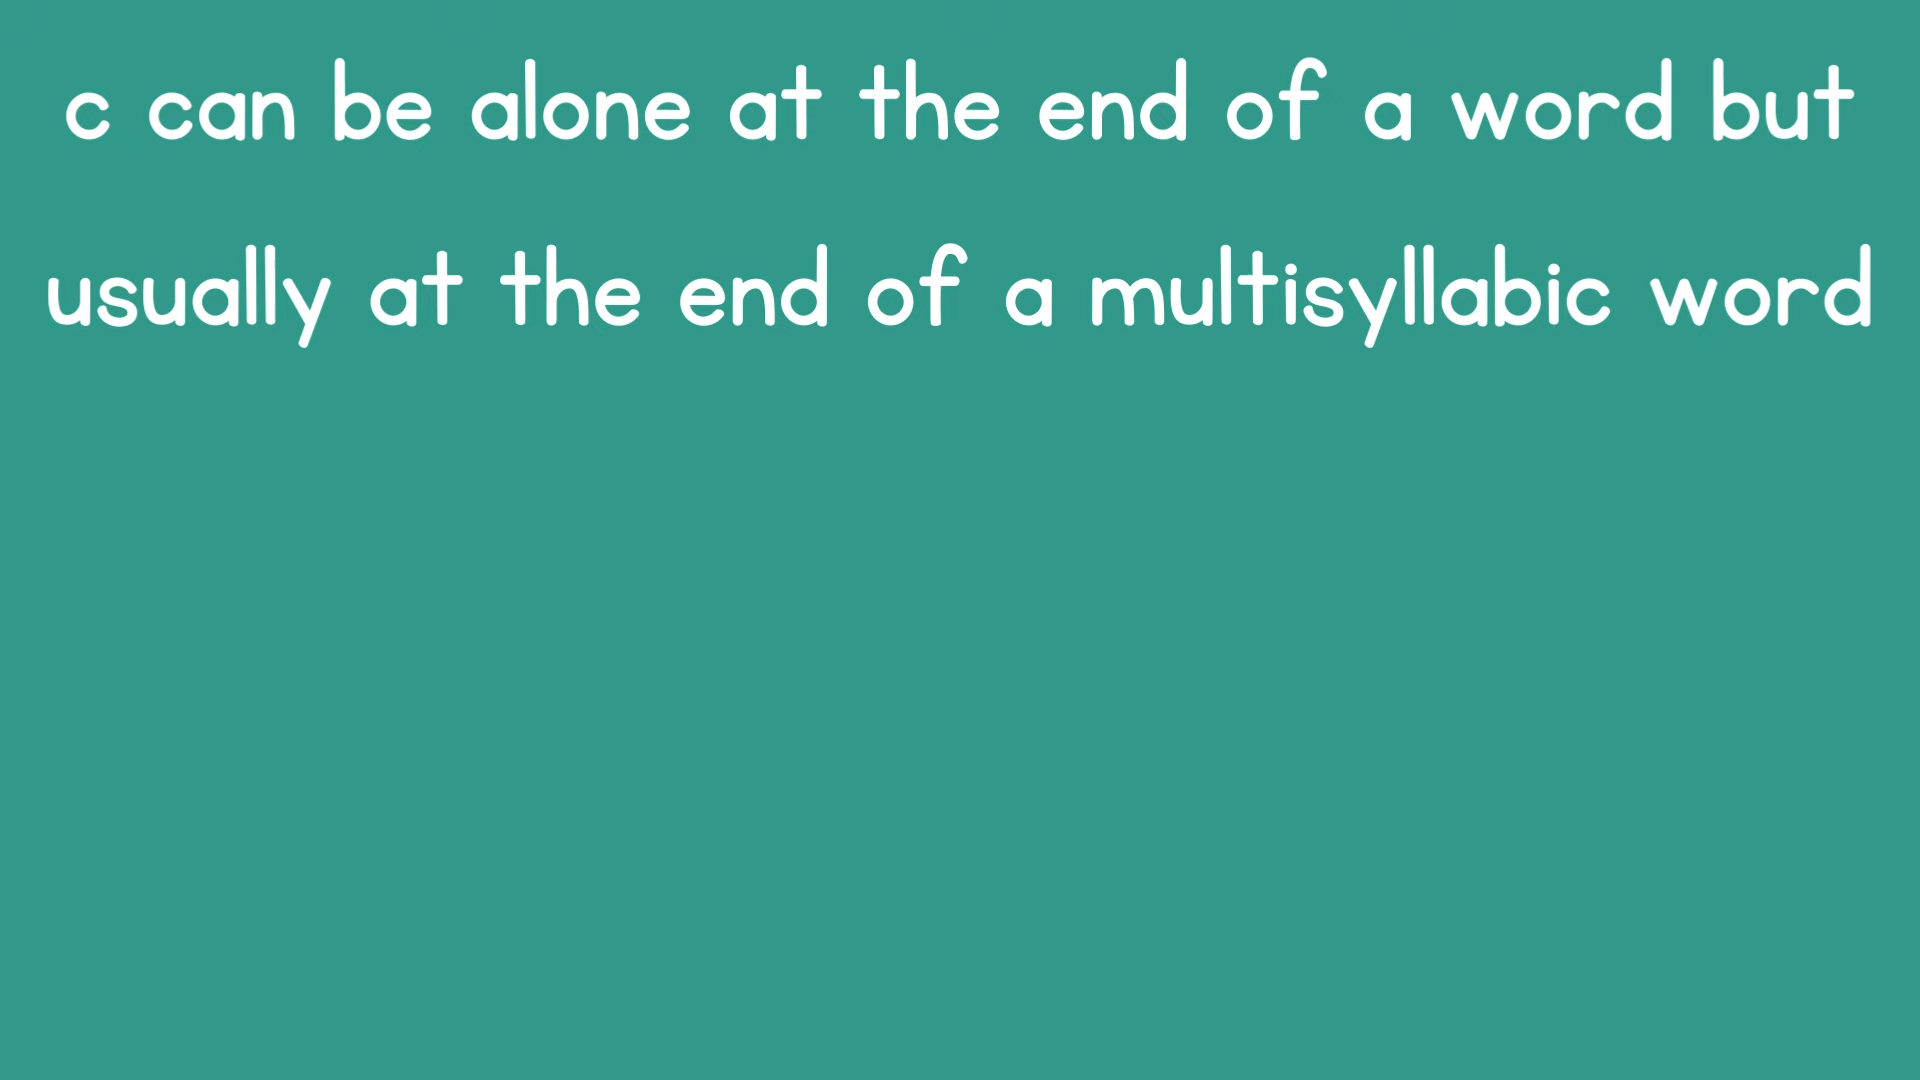 c can be alone at the end of a word but
usually at the end of a multisyllabic word